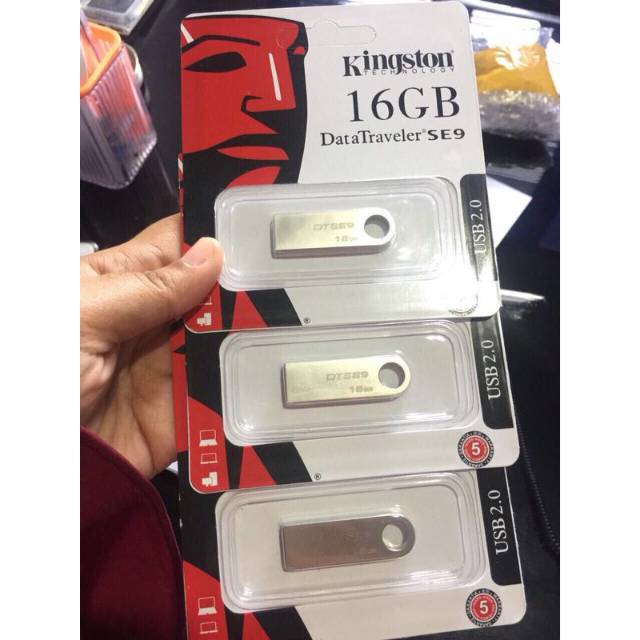 Kingston
TECHNOLOGY
16GB
DataTraveler® SE9
DTSE9
16GB
USB 2.0
®
DTSE9
16GB
USB 2.0
5
®
USB 2.0
5